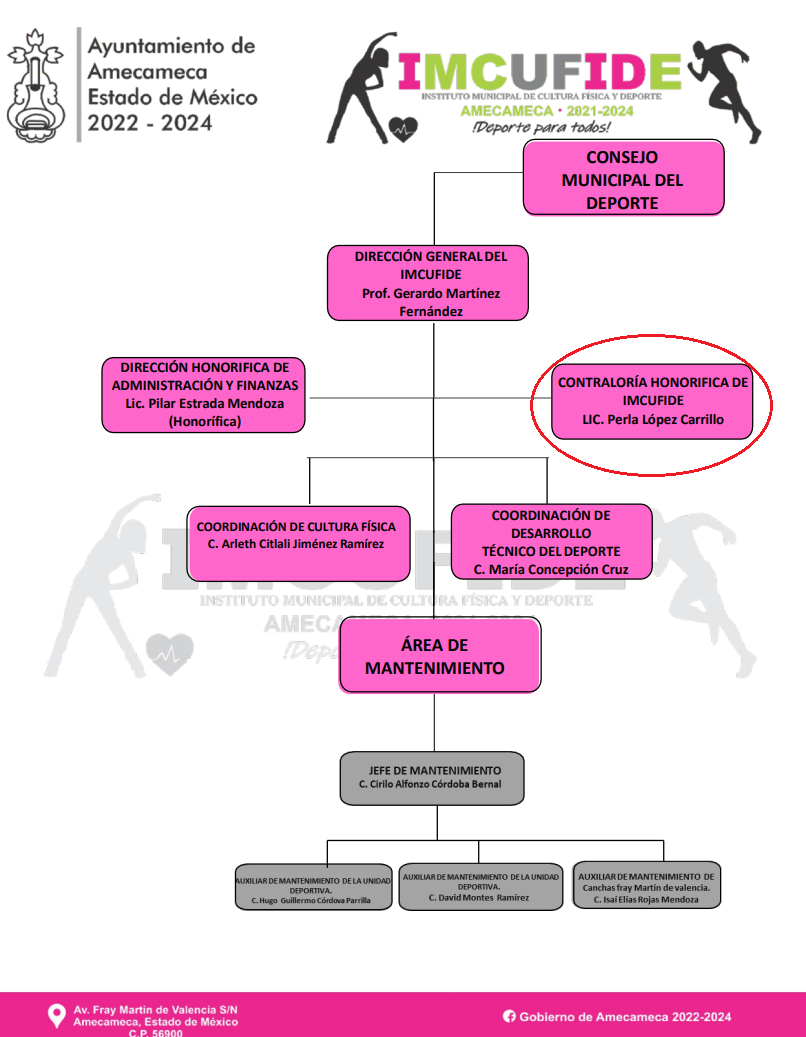 Ayuntamiento de
Amecameca
Estado de México
2022 - 2024
IMCUFIDE
INSTITUTO MUNICIPAL DE CULTURA FÍSICA Y DEPORTE
AMECAMECA • 2021-2024
¡Deporte para todos!
CONSEJO
MUNICIPAL DEL
DEPORTE
DIRECCIÓN GENERAL DEL
IMCUFIDE
Prof. Gerardo Martínez
Fernández
DIRECCIÓN HONORIFICA DE
ADMINISTRACIÓN Y FINANZAS
Lic. Pilar Estrada Mendoza
(Honorífica)
CONTRALORÍA HONORIFICA DE
IMCUFIDE
LIC. Perla López Carrillo
COORDINACIÓN DE CULTURA FÍSICA
C. Arleth Citlali Jiménez Ramírez
COORDINACIÓN DE
DESARROLLO
TÉCNICO DEL DEPORTE
C. María Concepción Cruz
INSTITUTO MUNICIPAL DE CULTURA FÍSICA Y DEPORTE
ÁREA DE
MANTENIMIENTO
JEFE DE MANTENIMIENTO
C. Cirilo Alfonzo Córdoba Bernal
AUXILIAR DE MANTENIMIENTO DE LA UNIDAD
DEPORTIVA.
C. Hugo Guillermo Córdova Parrilla
AUXILIAR DE MANTENIMIENTO DE LA UNIDAD
DEPORTIVA.
C. David Montes Ramírez
AUXILIAR DE MANTENIMIENTO DE
Canchas fray Martín de valencia.
C. Isaí Elías Rojas Mendoza
Av. Fray Martín de Valencia S/N
Amecameca, Estado de México
C.P. 56900
Gobierno de Amecameca 2022-2024